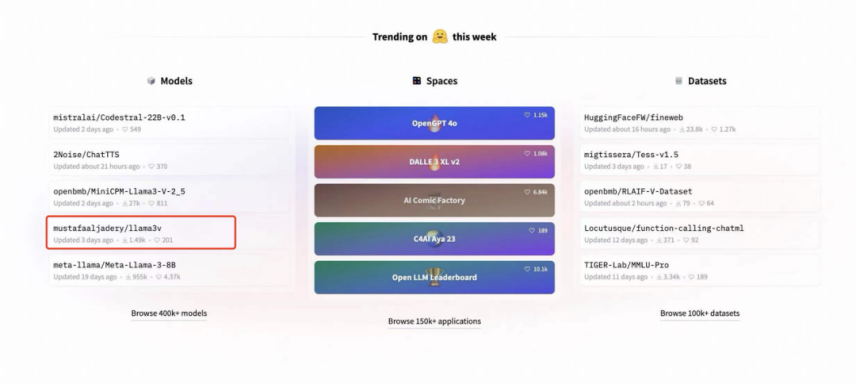 Trending on 🤗 this week
Models
mistralai/Codestral-22B-v0.1
Updated 2 days ago · ♡ 549
2Noise/ChatTTS
Updated about 21 hours ago · ♡ 370
openbmb/MiniCPM-Llama3-V-2_5
Updated 2 days ago · 27k · ♡ 811
mustafaaljadery/llama3v
Updated 3 days ago · 1.49k · ♡ 201
meta-llama/Meta-Llama-3-8B
Updated 19 days ago · 955k · ♡ 4.37k
Browse 400k+ models
Spaces
♡ 1.15k
OpenGPT 4o
♡ 1.08k
DALLE 3 XL v2
♡ 6.84k
AI Comic Factory
♡ 189
C4AI Aya 23
♡ 10.1k
Open LLM Leaderboard
Browse 150k+ applications
Datasets
HuggingFaceFW/fineweb
Updated about 16 hours ago · 23.8k · ♡ 1.27k
migtissera/Tess-v1.5
Updated 3 days ago · 17 · ♡ 38
openbmb/RLAIF-V-Dataset
Updated about 2 hours ago · 79 · ♡ 64
Locutusque/function-calling-chatml
Updated 12 days ago · 371 · ♡ 92
TIGER-Lab/MMLU-Pro
Updated 11 days ago · 3.34k · ♡ 189
Browse 100k+ datasets